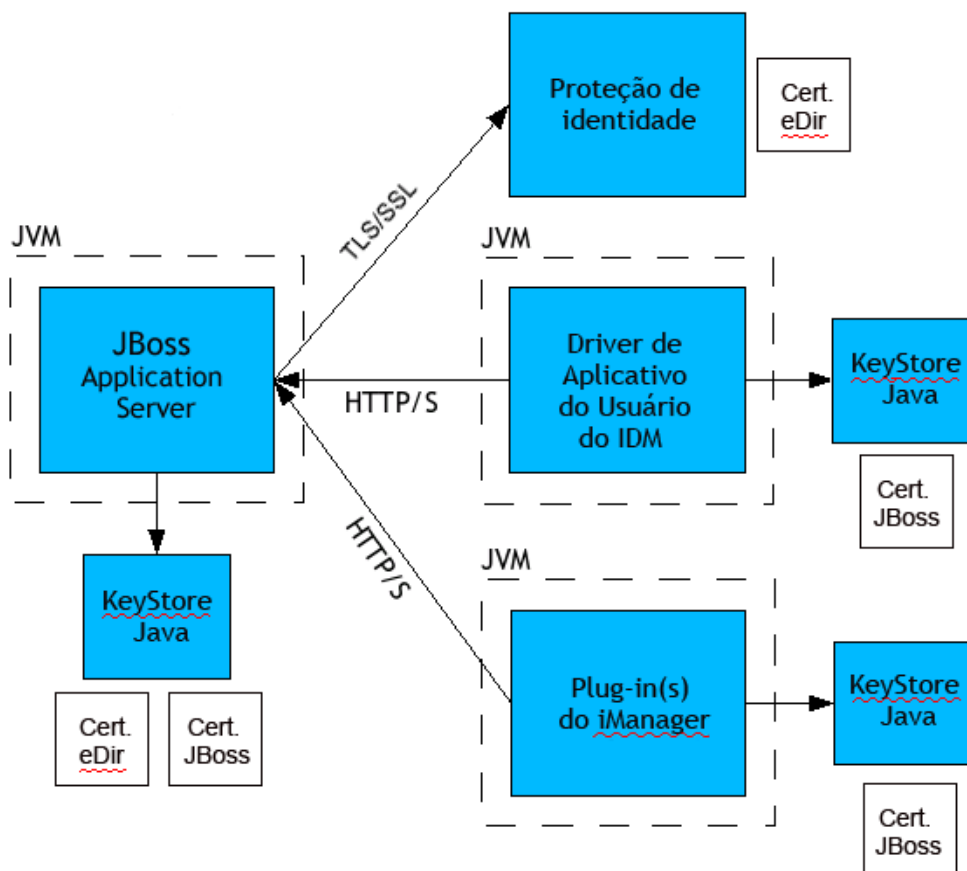 Proteção de
identidade
Cert.
eDir
TLS/SSL
JVM
JBoss
Application
Server
JVM
Driver de
Aplicativo
do Usuário
do IDM
HTTP/S
KeyStore
Java
Cert.
JBoss
KeyStore
Java
Cert.
eDir
Cert.
JBoss
HTTP/S
JVM
Plug-in(s)
do iManager
KeyStore
Java
Cert.
JBoss